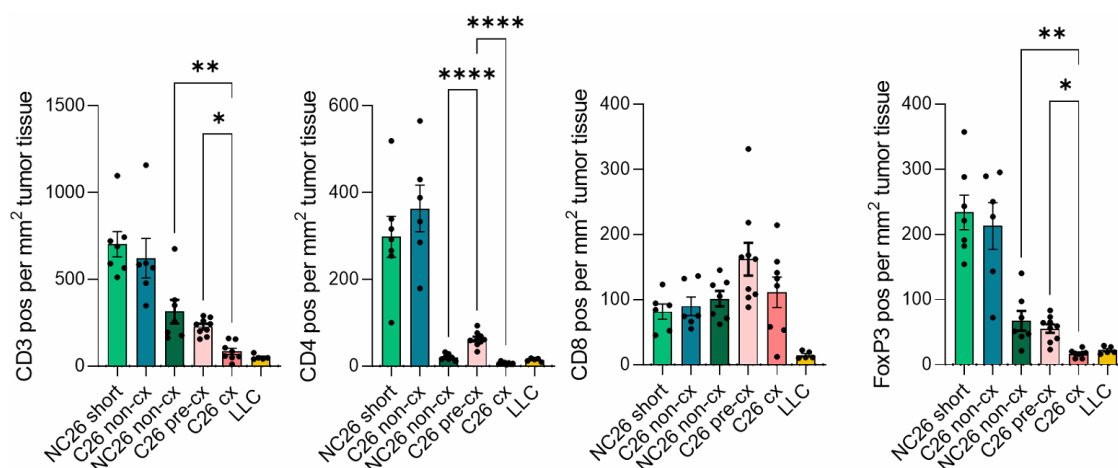 CD3 pos per mm² tumor tissue
1500
1000
500
0
**
*
NC26 short
C26 non-cx
NC26 non-cx
C26 pre-cx
C26 cx
LLC
CD4 pos per mm² tumor tissue
600
400
200
0
****
****
NC26 short
C26 non-cx
NC26 non-cx
C26 pre-cx
C26 cx
LLC
CD8 pos per mm² tumor tissue
400
300
200
100
0
NC26 short
C26 non-cx
NC26 non-cx
C26 pre-cx
C26 cx
LLC
FoxP3 pos per mm² tumor tissue
400
300
200
100
0
**
*
NC26 short
C26 non-cx
NC26 non-cx
C26 pre-cx
C26 cx
LLC